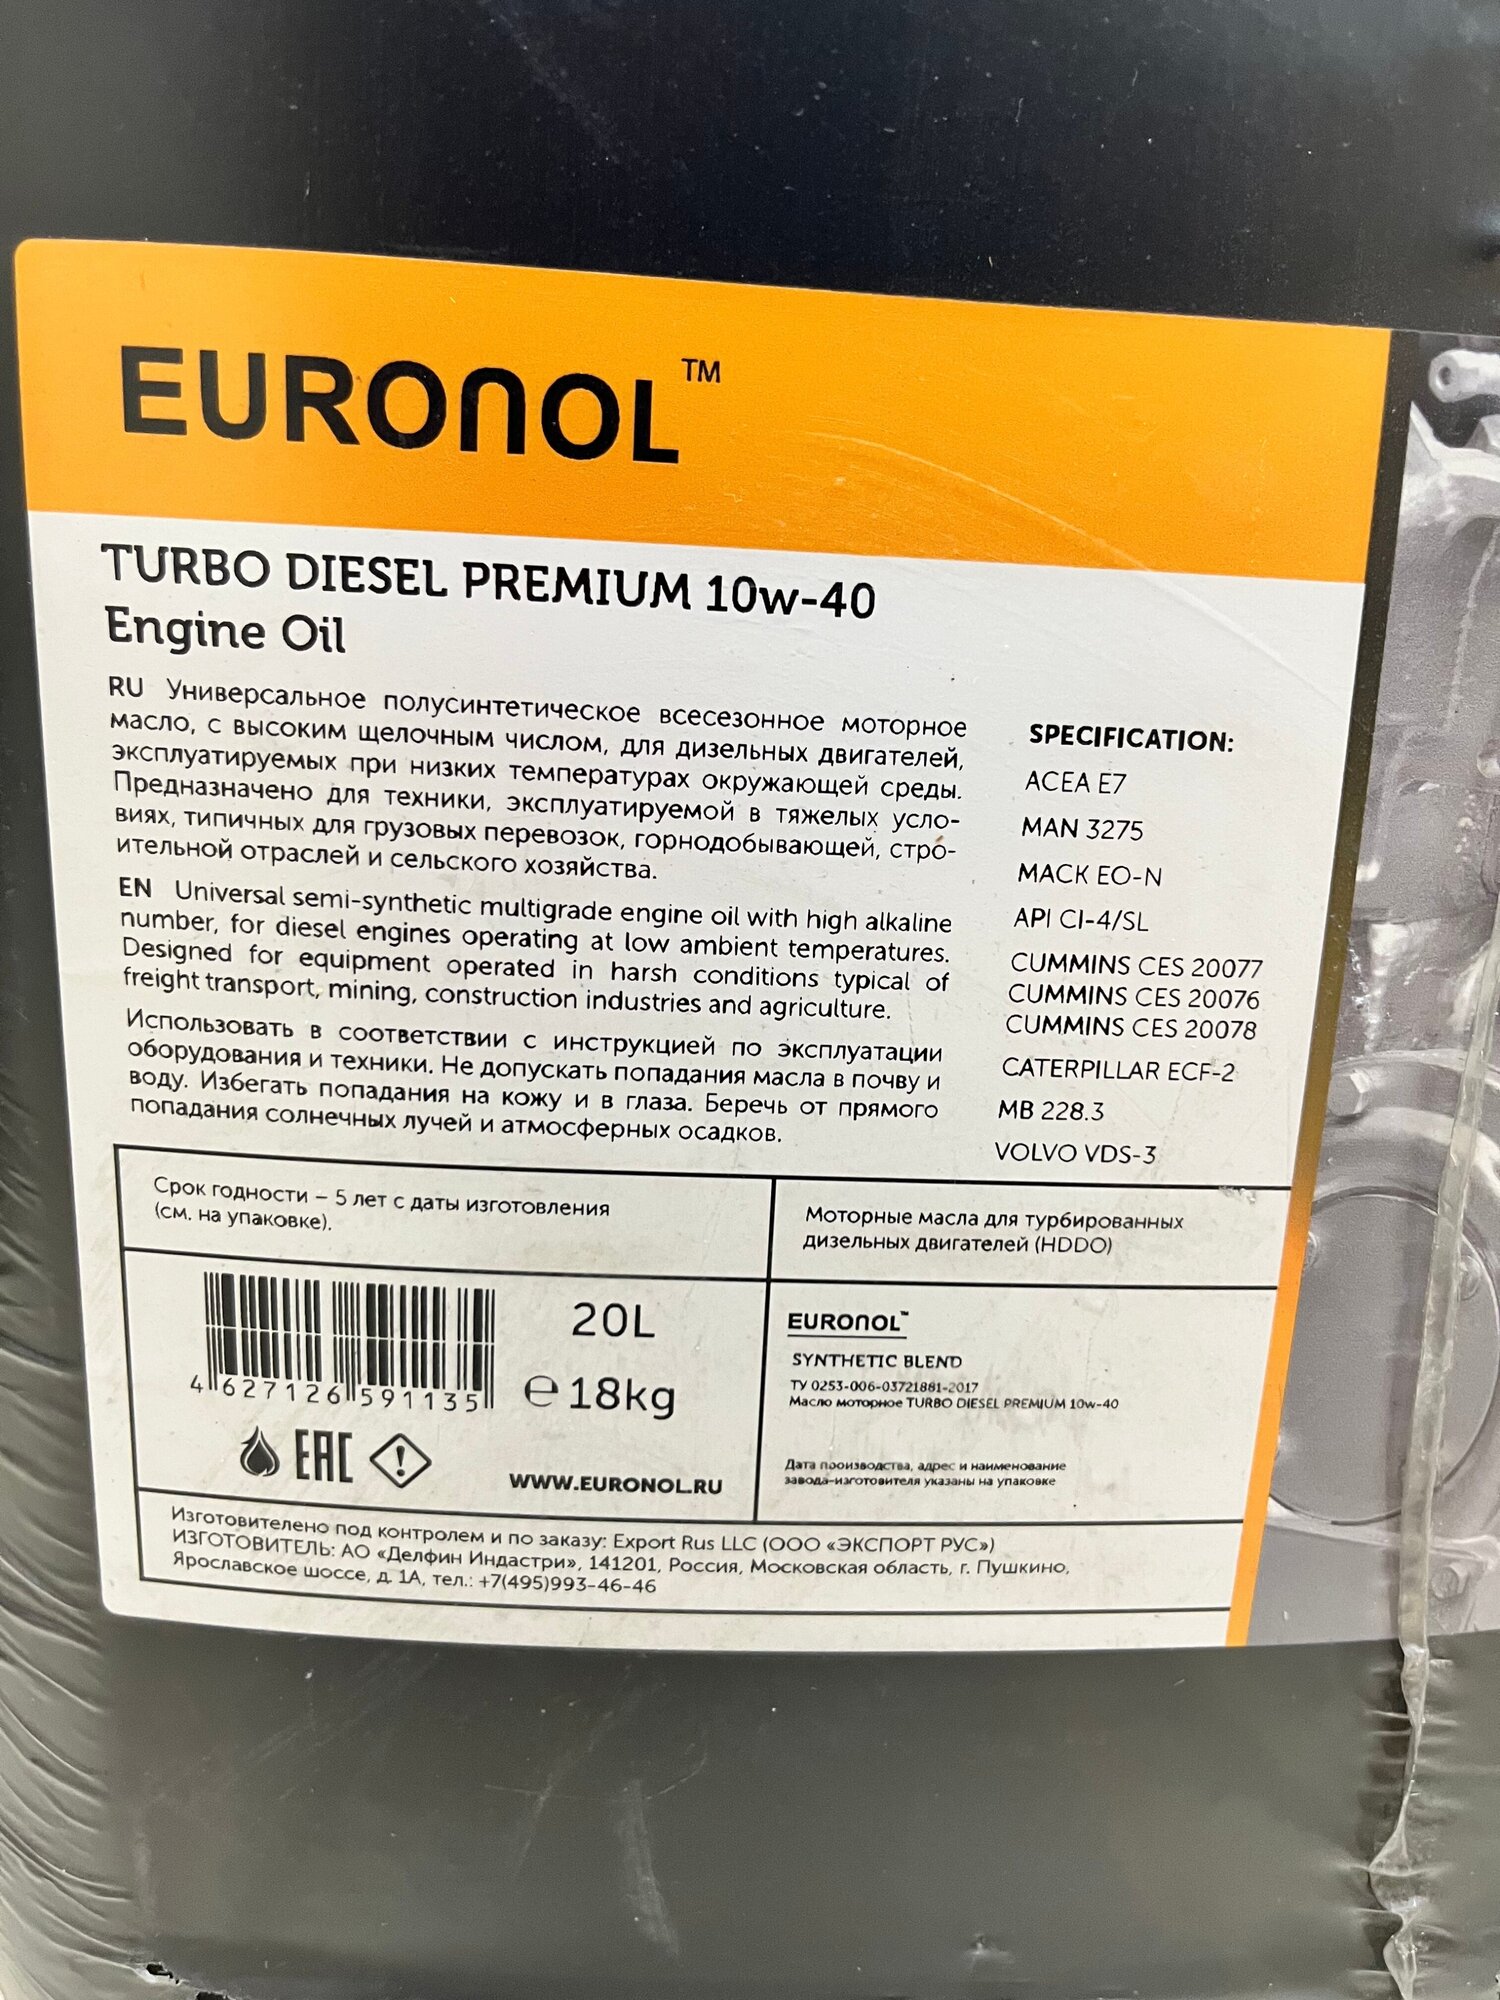 EURONOL™
TURBO DIESEL PREMIUM 10w-40
Engine Oil
RU Универсальное полусинтетическое всесезонное моторное
масло, с высоким щелочным числом, для дизельных двигателей,
эксплуатируемых при низких температурах окружающей среды.
Предназначено для техники, эксплуатируемой в тяжелых усло-
виях, типичных для грузовых перевозок, горнодобывающей, стро-
ительной отраслей и сельского хозяйства.
EN Universal semi-synthetic multigrade engine oil with high alkaline
number, for diesel engines operating at low ambient temperatures.
Designed for equipment operated in harsh conditions typical of
freight transport, mining, construction industries and agriculture.
Использовать в соответствии с инструкцией по эксплуатации
оборудования и техники. Не допускать попадания масла в почву и
воду. Избегать попадания на кожу и в глаза. Беречь от прямого
попадания солнечных лучей и атмосферных осадков.
SPECIFICATION:
ACEA E7
MAN 3275
MACK EO-N
API CI-4/SL
CUMMINS CES 20077
CUMMINS CES 20076
CUMMINS CES 20078
CATERPILLAR ECF-2
MB 228.3
VOLVO VDS-3
Срок годности – 5 лет с даты изготовления
(см. на упаковке).
Моторные масла для турбированных
дизельных двигателей (HDDO)
4 627126 591135
20L
℮ 18kg
EAC
WWW.EURONOL.RU
EURONOL™
SYNTHETIC BLEND
ТУ 0253-006-03721881-2017
Масло моторное TURBO DIESEL PREMIUM 10w-40
Дата производства, адрес и наименование
завода-изготовителя указаны на упаковке
Изготовителено под контролем и по заказу: Export Rus LLC (ООО «ЭКСПОРТ РУС»)
ИЗГОТОВИТЕЛЬ: АО «Делфин Индастри», 141201, Россия, Московская область, г. Пушкино,
Ярославское шоссе, д. 1А, тел.: +7(495)993-46-46